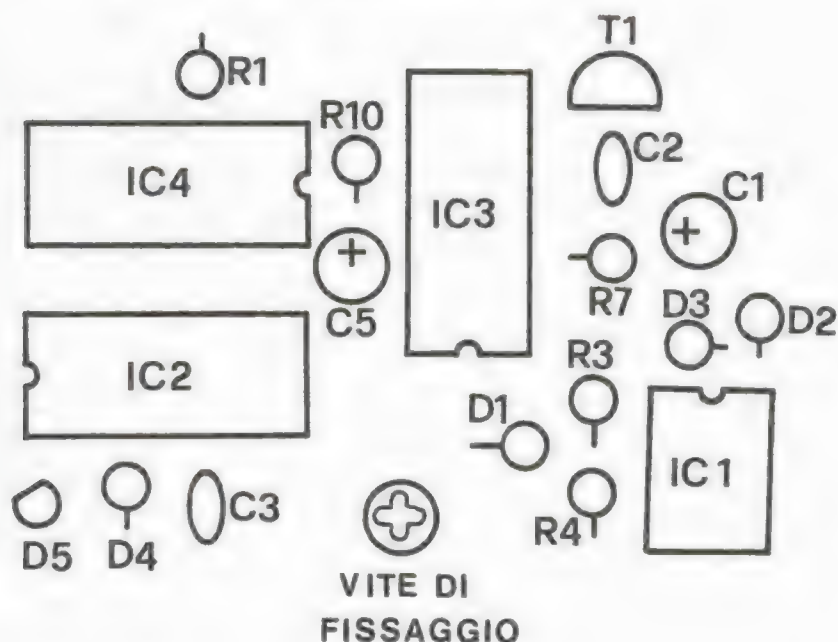 T1
R1
R10
C2
IC4
C1
IC3
R7
C5
D3
D2
R3
IC2
D1
IC1
C3
R4
D5
D4
VITE DI
FISSAGGIO